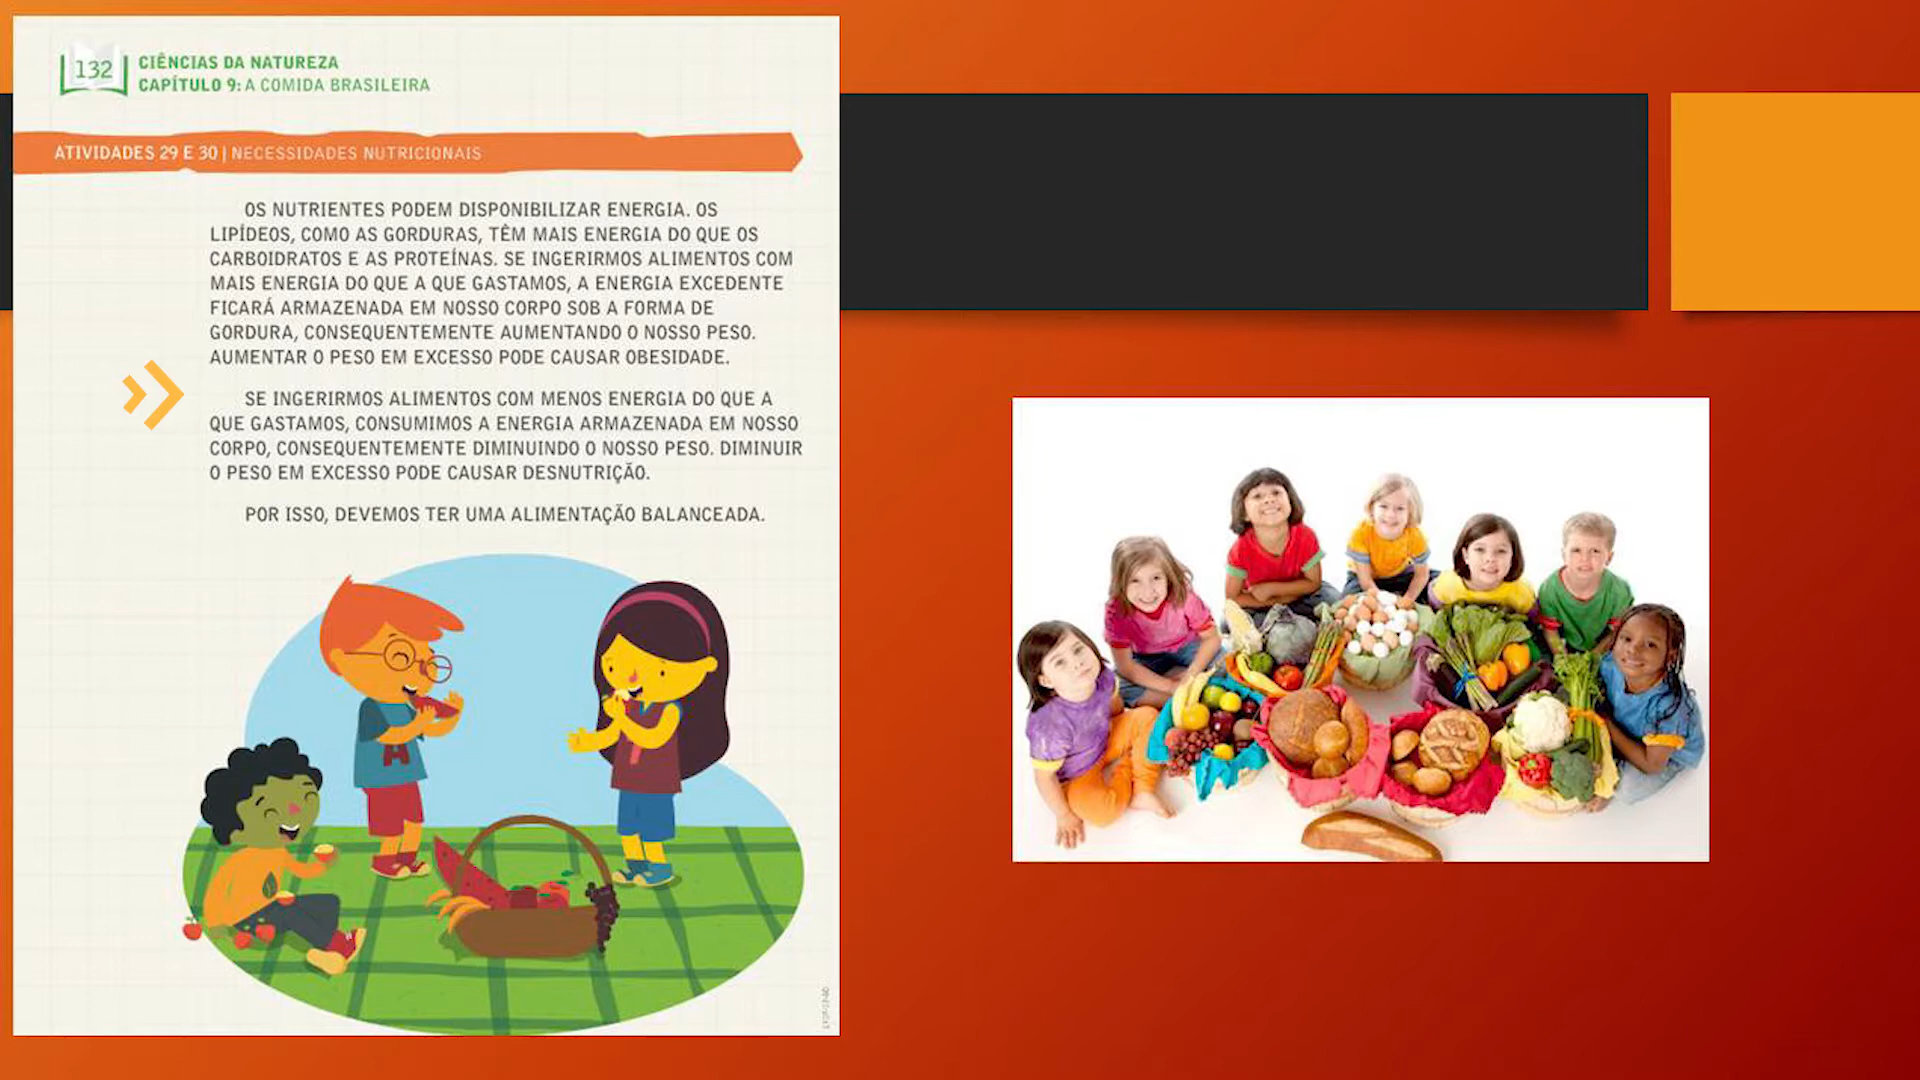 132
CIÊNCIAS DA NATUREZA
CAPÍTULO 9: A COMIDA BRASILEIRA
ATIVIDADES 29 E 30 | NECESSIDADES NUTRICIONAIS
OS NUTRIENTES PODEM DISPONIBILIZAR ENERGIA. OS
LIPÍDEOS, COMO AS GORDURAS, TÊM MAIS ENERGIA DO QUE OS
CARBOIDRATOS E AS PROTEÍNAS. SE INGERIRMOS ALIMENTOS COM
MAIS ENERGIA DO QUE A QUE GASTAMOS, A ENERGIA EXCEDENTE
FICARÁ ARMAZENADA EM NOSSO CORPO SOB A FORMA DE
GORDURA, CONSEQUENTEMENTE AUMENTANDO O NOSSO PESO.
AUMENTAR O PESO EM EXCESSO PODE CAUSAR OBESIDADE.
SE INGERIRMOS ALIMENTOS COM MENOS ENERGIA DO QUE A
QUE GASTAMOS, CONSUMIMOS A ENERGIA ARMAZENADA EM NOSSO
CORPO, CONSEQUENTEMENTE DIMINUINDO O NOSSO PESO. DIMINUIR
O PESO EM EXCESSO PODE CAUSAR DESNUTRIÇÃO.
POR ISSO, DEVEMOS TER UMA ALIMENTAÇÃO BALANCEADA.